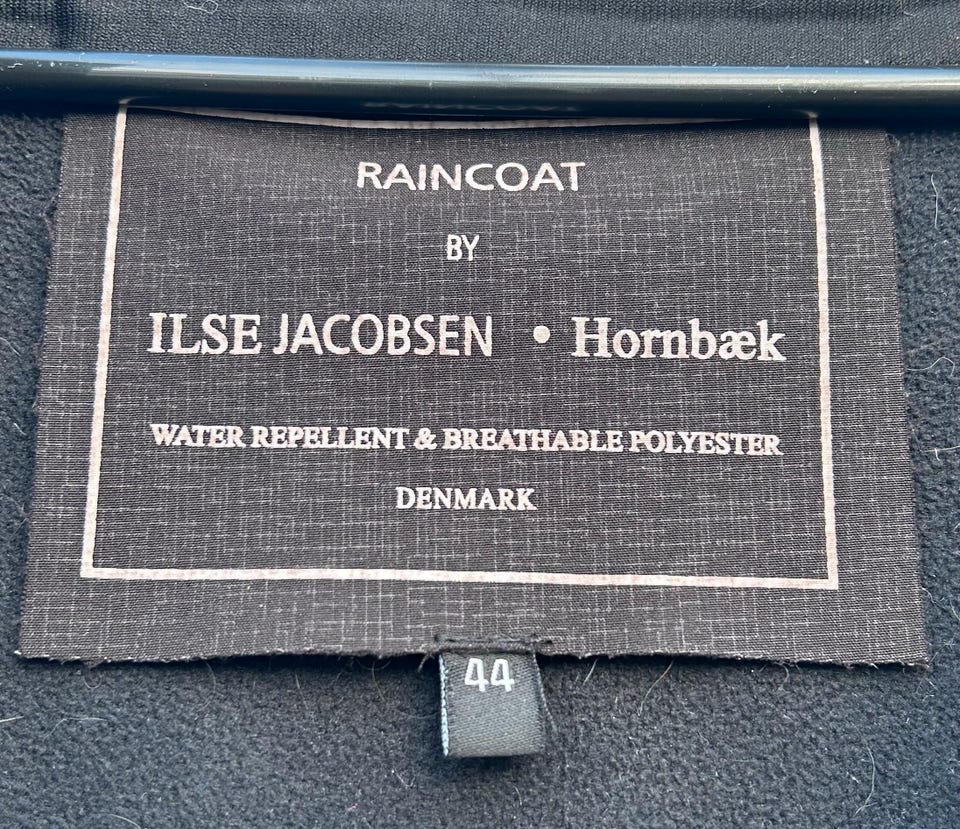 RAINCOAT
BY
ILSE JACOBSEN • Hornbæk
WATER REPELLENT & BREATHABLE POLYESTER
DENMARK
44